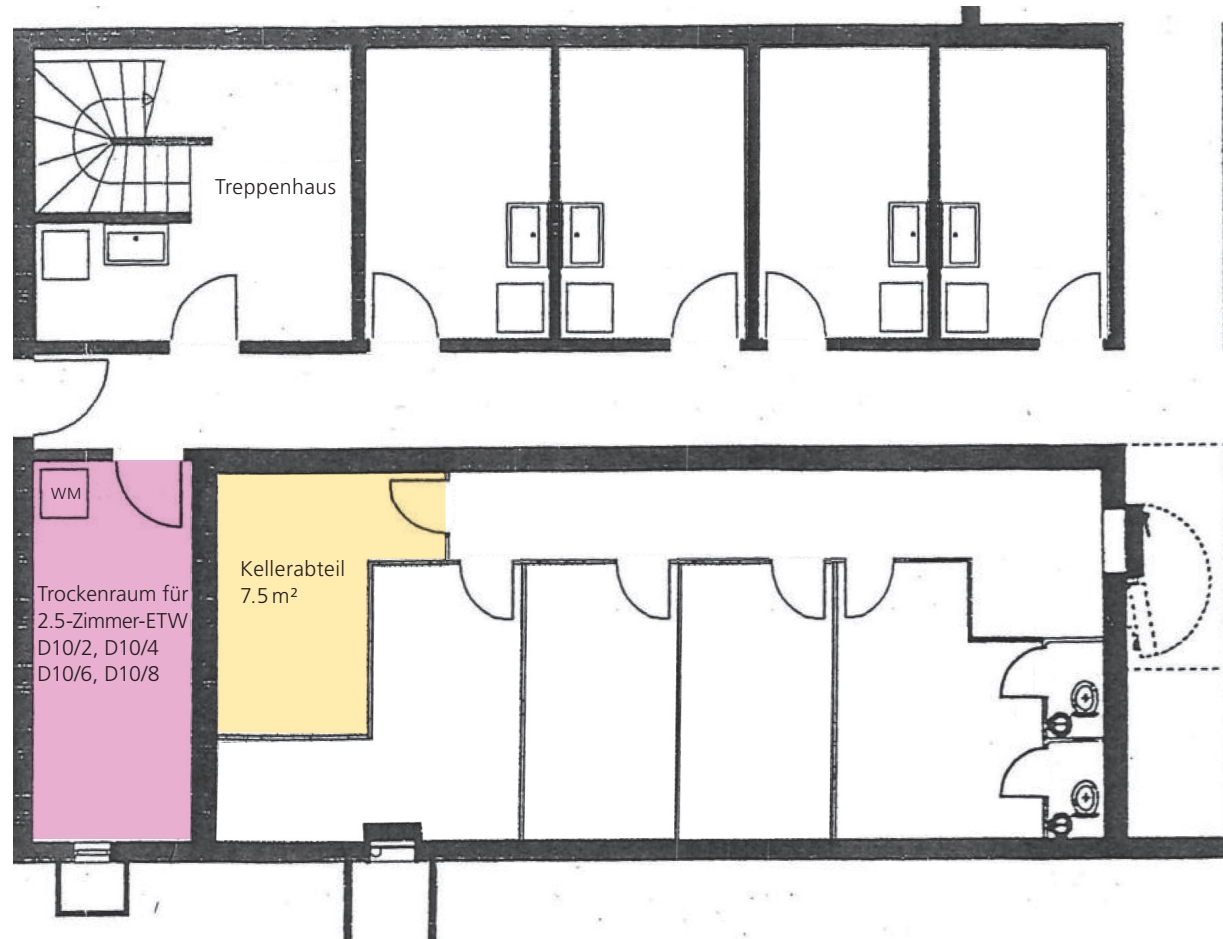 Treppenhaus
WM
Trockenraum für
2.5-Zimmer-ETW
D10/2, D10/4
D10/6, D10/8
Kellerabteil
7.5 m²